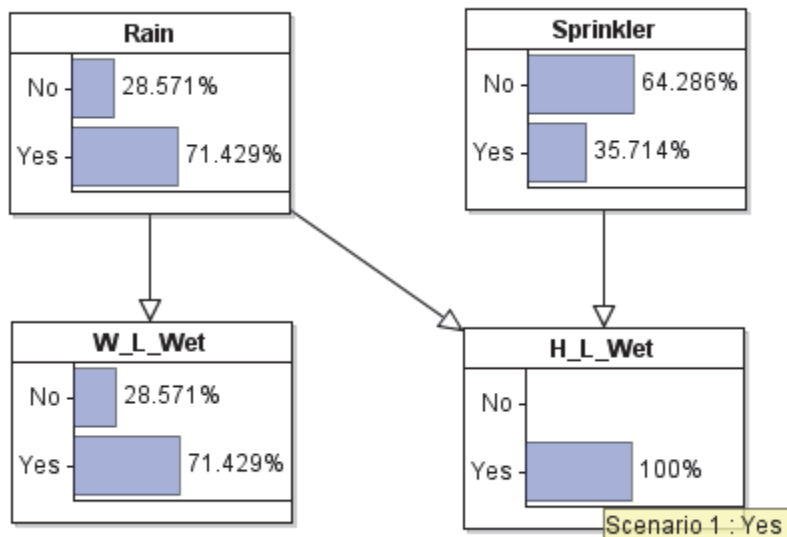 Rain
No
28.571%
Yes
71.429%
Sprinkler
No
64.286%
Yes
35.714%
W_L_Wet
No
28.571%
Yes
71.429%
H_L_Wet
No
Yes
100%
Scenario 1 : Yes